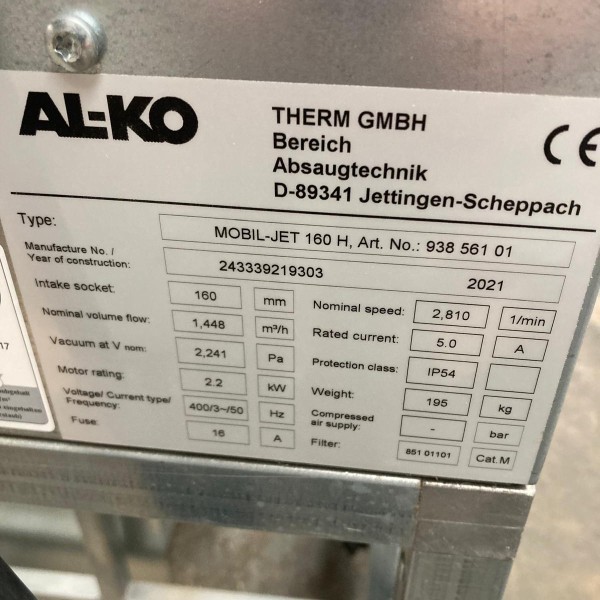 AL-KO
THERM GMBH
Bereich
Absaugtechnik
D-89341 Jettingen-Scheppach
CE
Type: MOBIL-JET 160 H, Art. No.: 938 561 01
Manufacture No. /
Year of construction: 243339219303 2021
Intake socket: 160 mm
Nominal volume flow: 1,448 m³/h
Vacuum at V nom: 2,241 Pa
Motor rating: 2.2 kW
Voltage/ Current type/
Frequency: 400/3~/50 Hz
Fuse: 16 A
Nominal speed: 2,810 1/min
Rated current: 5.0 A
Protection class: IP54
Weight: 195 kg
Compressed
air supply: - bar
Filter: 851 01101 Cat.M
17